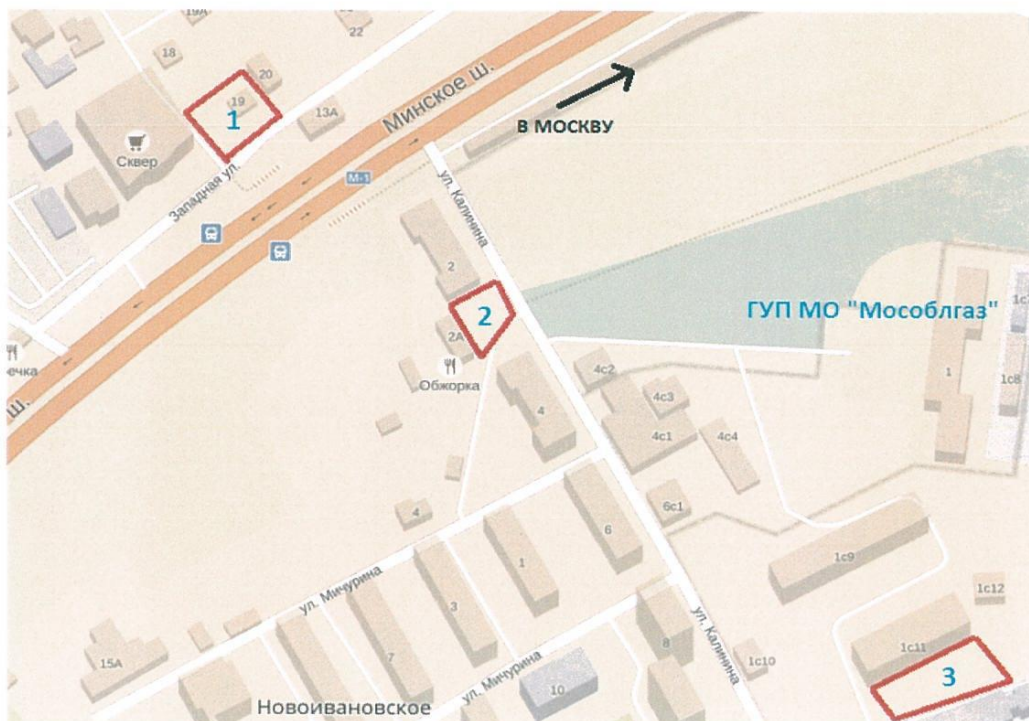 19А
22
18
20
19
1
13А
Минское ш.
В МОСКВУ
Сквер
Западная ул.
М-1
ул. Калинина
2
2
2А
Обжорка
ГУП МО "Мособлгаз"
1
1с8
ечка
ш.
4
4с2
4с3
4с1
4с4
6с1
4
6
1
3
7
ул. Мичурина
1с9
1с12
1с11
3
15А
8
ул. Калинина
1с10
ул. Мичурина
10
Новоивановское